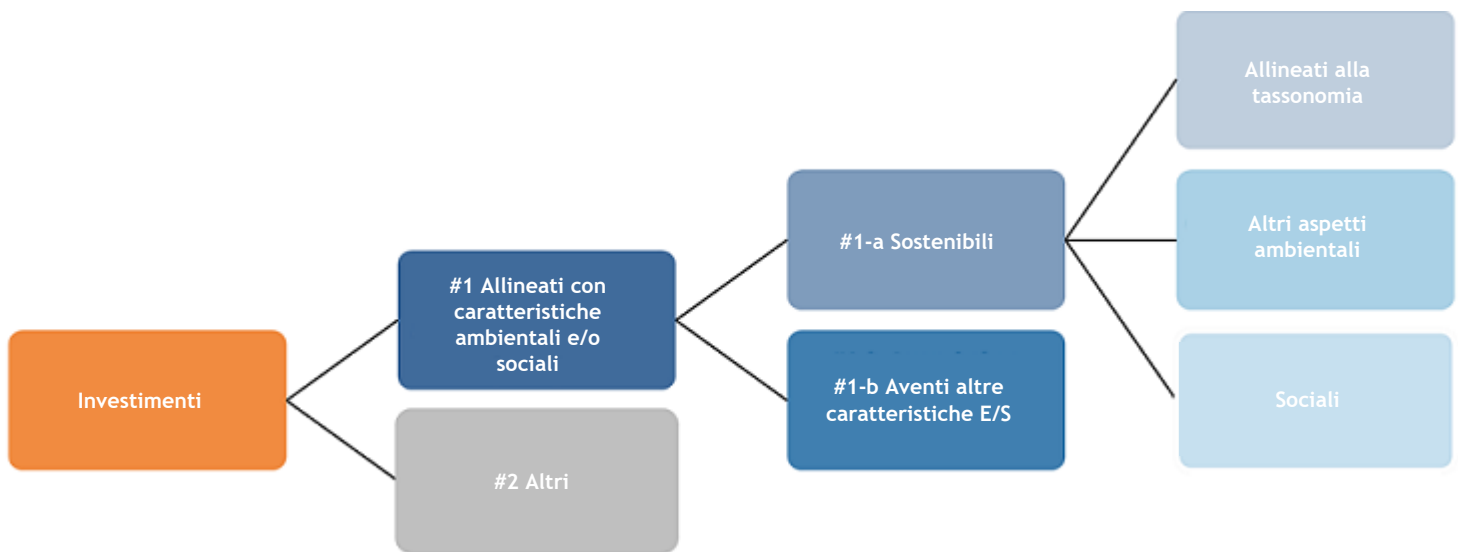 Investimenti
#1 Allineati con
caratteristiche
ambientali e/o
sociali
#2 Altri
#1-a Sostenibili
#1-b Aventi altre
caratteristiche E/S
Allineati alla
tassonomia
Altri aspetti
ambientali
Sociali